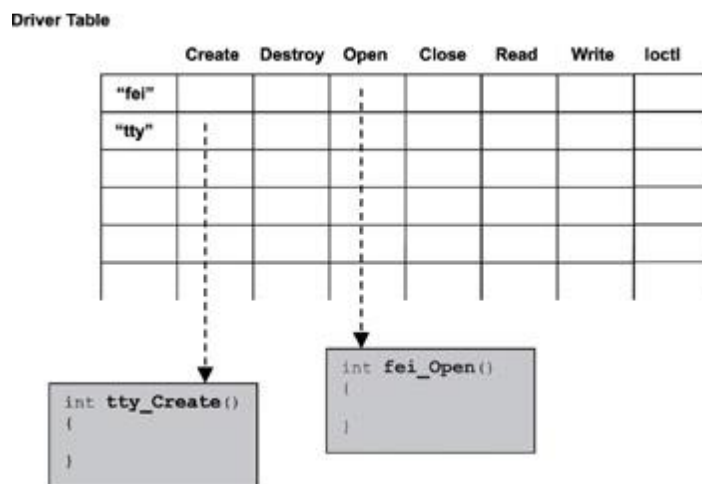 Driver Table
Create Destroy Open Close Read Write Ioctl
“fei”
“tty”
int fei_Open()
{
}
int tty_Create()
{
}